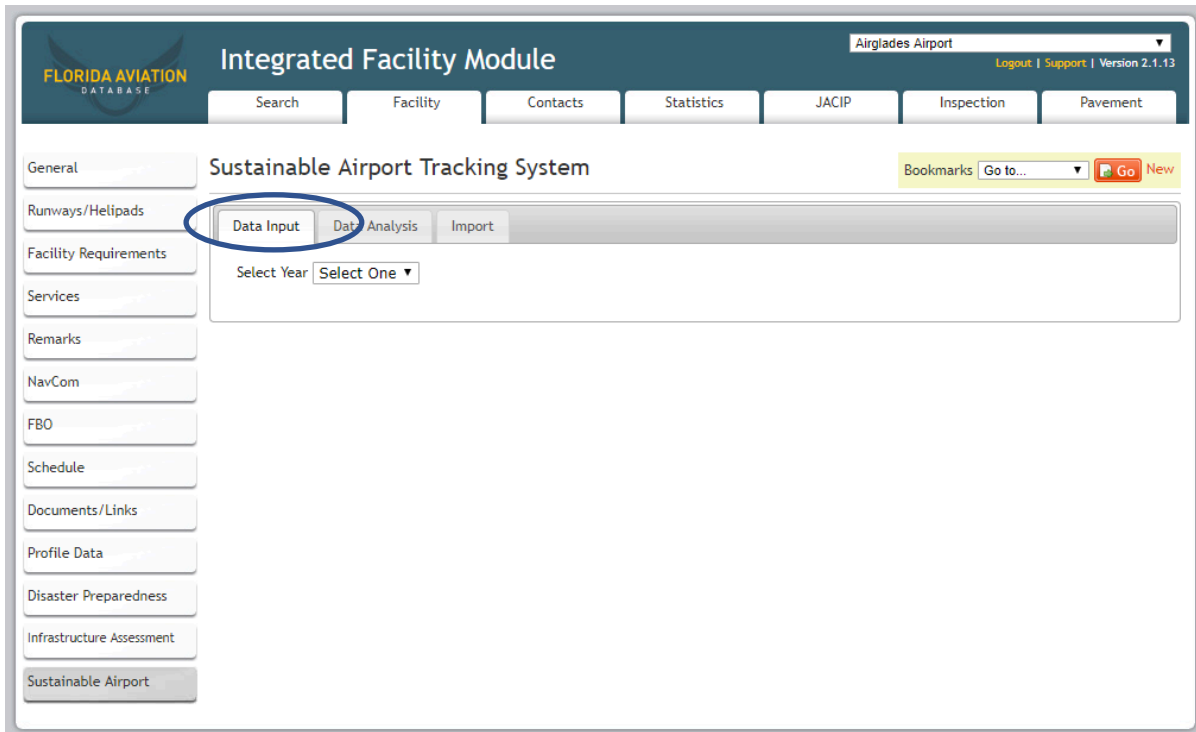 FLORIDA AVIATION
DATABASE
Integrated Facility Module
Airglades Airport ▼
Logout | Support | Version 2.1.13
Search Facility Contacts Statistics JACIP Inspection Pavement
General
Runways/Helipads
Facility Requirements
Services
Remarks
NavCom
FBO
Schedule
Documents/Links
Profile Data
Disaster Preparedness
Infrastructure Assessment
Sustainable Airport
Sustainable Airport Tracking System
Bookmarks Go to... ▼ Go New
Data Input Data Analysis Import
Select Year Select One ▼